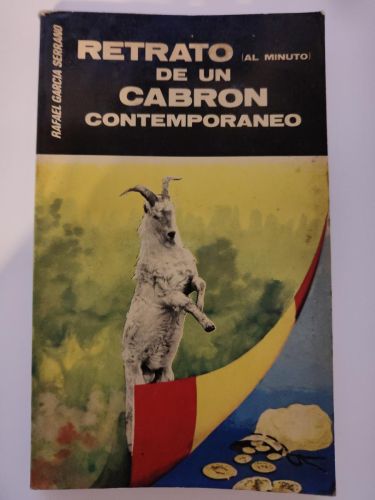 RETRATO (AL MINUTO)
DE UN
CABRON
CONTEMPORANEO
RAFAEL GARCIA SERRANO